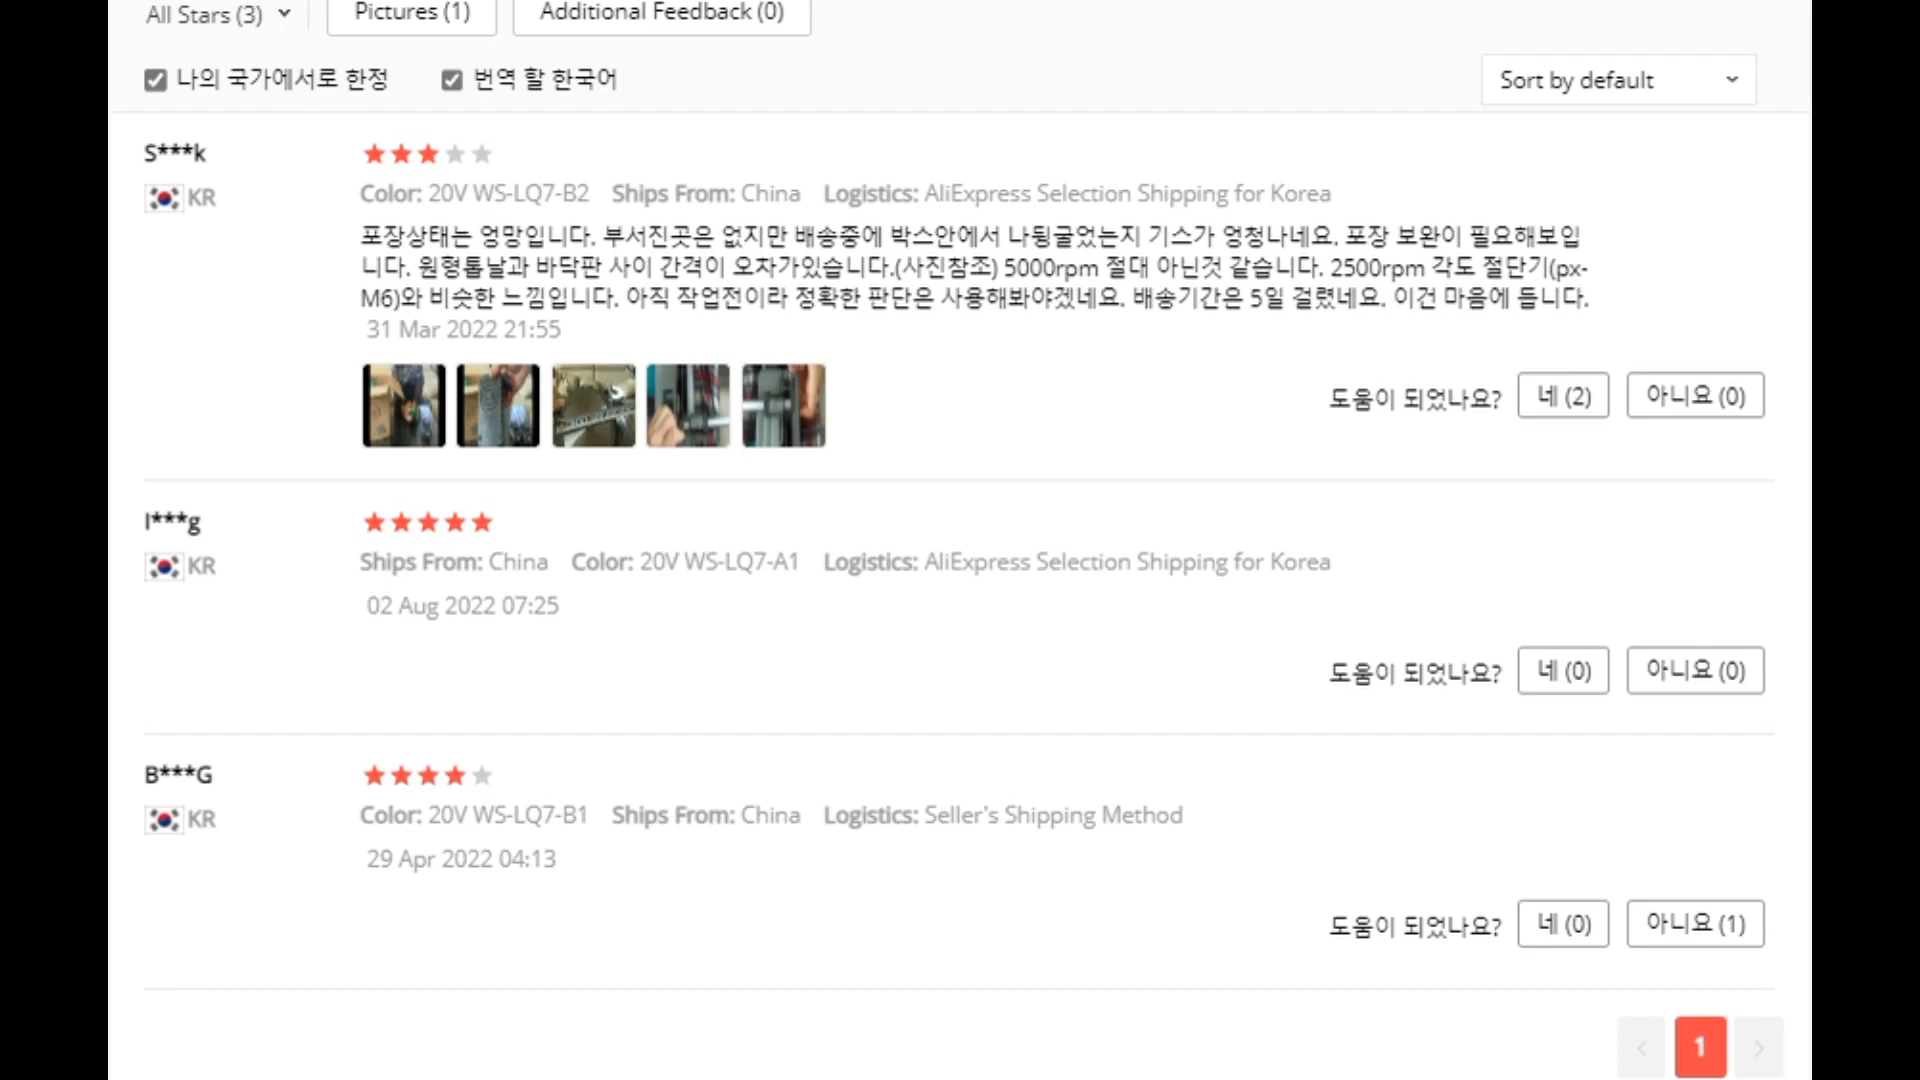 All Stars (3)
Pictures (1)
Additional Feedback (0)
나의 국가에서로 한정
번역 할 한국어
Sort by default
S***k
KR
Color: 20V WS-LQ7-B2 Ships From: China Logistics: AliExpress Selection Shipping for Korea
포장상태는 엉망입니다. 부서진곳은 없지만 배송중에 박스안에서 나뒹굴었는지 기스가 엉청나네요. 포장 보완이 필요해보입
니다. 원형톱날과 바닥판 사이 간격이 오차가있습니다.(사진참조) 5000rpm 절대 아닌것 같습니다. 2500rpm 각도 절단기(px-
M6)와 비슷한 느낌입니다. 아직 작업전이라 정확한 판단은 사용해봐야겠네요. 배송기간은 5일 걸렸네요. 이건 마음에 듭니다.
31 Mar 2022 21:55
도움이 되었나요? 네 (2) 아니요 (0)
I***g
KR
Ships From: China Color: 20V WS-LQ7-A1 Logistics: AliExpress Selection Shipping for Korea
02 Aug 2022 07:25
도움이 되었나요? 네 (0) 아니요 (0)
B***G
KR
Color: 20V WS-LQ7-B1 Ships From: China Logistics: Seller's Shipping Method
29 Apr 2022 04:13
도움이 되었나요? 네 (0) 아니요 (1)
1